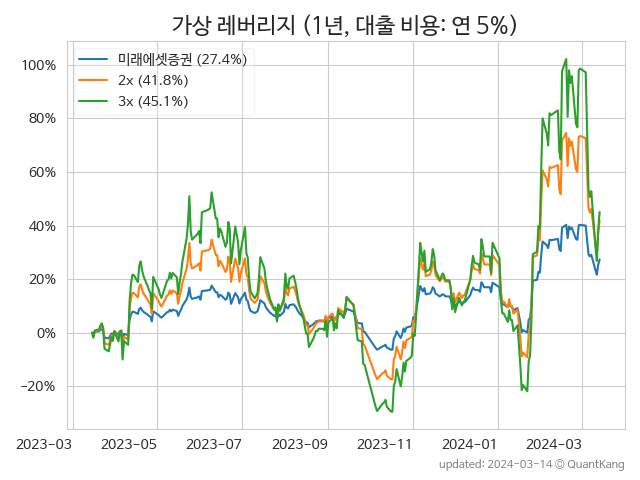 가상 레버리지 (1년, 대출 비용: 연 5%)
미래에셋증권 (27.4%)
2x (41.8%)
3x (45.1%)
100%
80%
60%
40%
20%
0%
−20%
2023-03
2023-05
2023-07
2023-09
2023-11
2024-01
2024-03
updated: 2024-03-14 ⓒ QuantKang